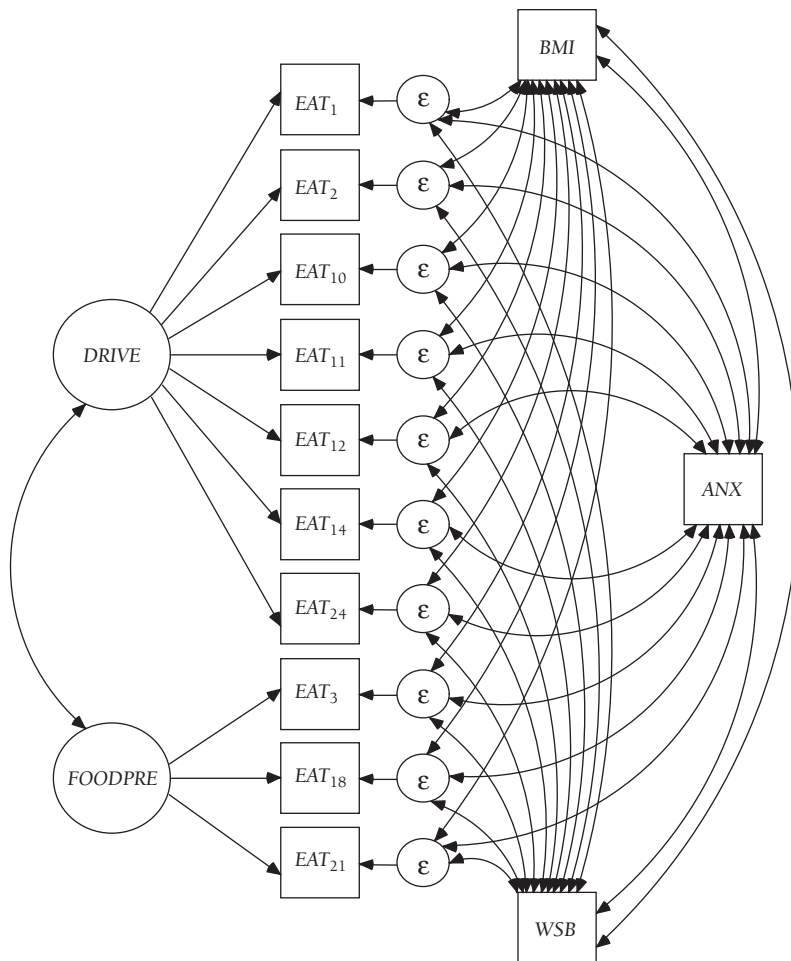 BMI
EAT₁ ε
EAT₂ ε
EAT₁₀ ε
DRIVE EAT₁₁ ε
EAT₁₂ ε
ANX
EAT₁₄ ε
EAT₂₄ ε
EAT₃ ε
FOODPRE EAT₁₈ ε
EAT₂₁ ε
WSB